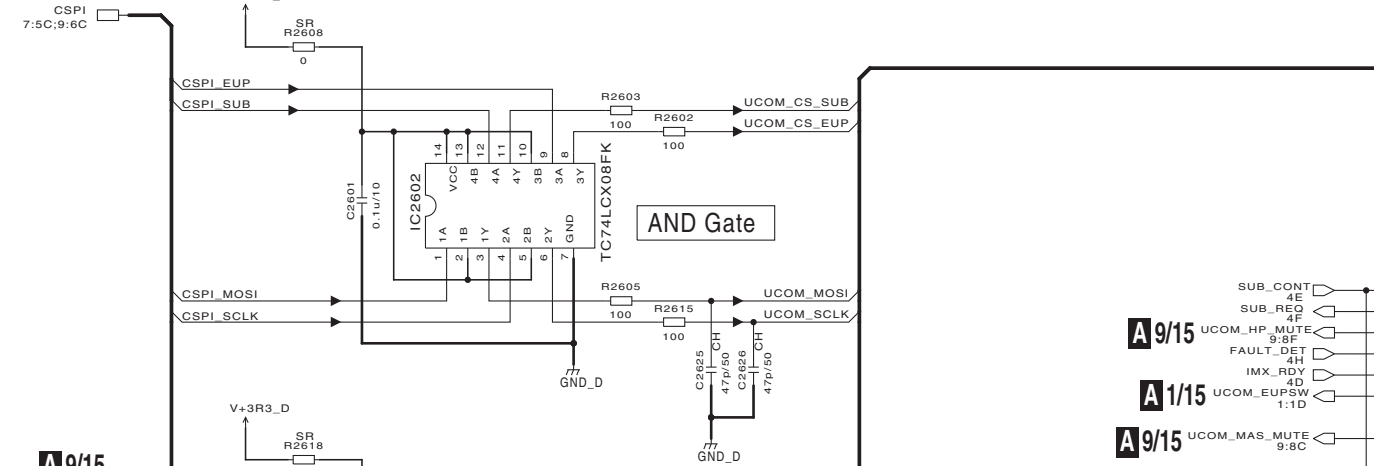 CSPI
7:5C;9:6C
SR
R2608
0
CSPI_EUP
CSPI_SUB
R2603
100
R2602
100
UCOM_CS_SUB
UCOM_CS_EUP
14
13
12
11
10
9
8
VCC
4B
4A
4Y
3B
3A
3Y
IC2602
TC74LCX08FK
C2601
0.1u/10
1A
1B
1Y
2A
2B
2Y
GND
1
2
3
4
5
6
7
AND Gate
CSPI_MOSI
CSPI_SCLK
R2605
100
R2615
100
UCOM_MOSI
UCOM_SCLK
C2625
47p/50
CH
C2626
47p/50
CH
GND_D
GND_D
V+3R3_D
SR
R2618
A 9/15
SUB_CONT
4E
SUB_REQ
4F
A 9/15 UCOM_HP_MUTE
9:8F
FAULT_DET
4H
IMX_RDY
4D
A 1/15 UCOM_EUPSW
1:1D
A 9/15 UCOM_MAS_MUTE
9:8C